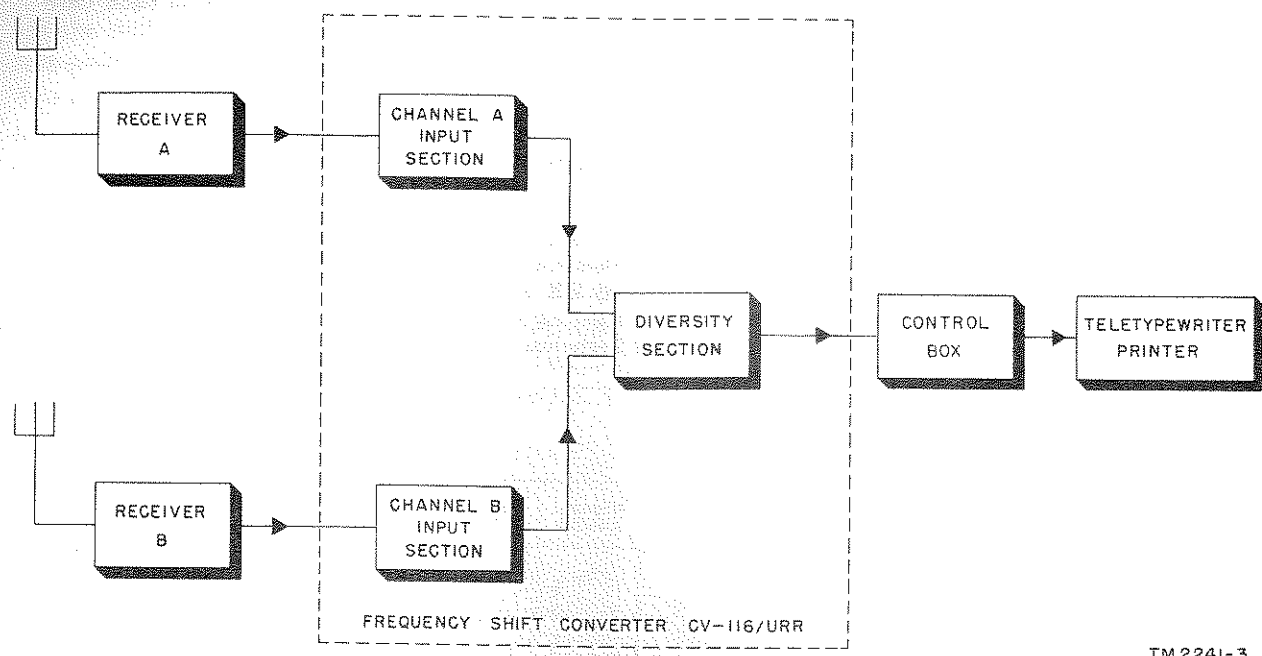 RECEIVER
A
CHANNEL A
INPUT
SECTION
DIVERSITY
SECTION
CONTROL
BOX
TELETYPEWRITER
PRINTER
RECEIVER
B
CHANNEL B
INPUT
SECTION
FREQUENCY SHIFT CONVERTER CV-116/URR
TM 2241-3